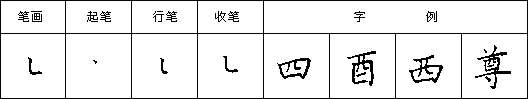 笔画 起笔 行笔 收笔 字 例
㇄ 丶 ㇄ ㇄ 四 酉 西 尊